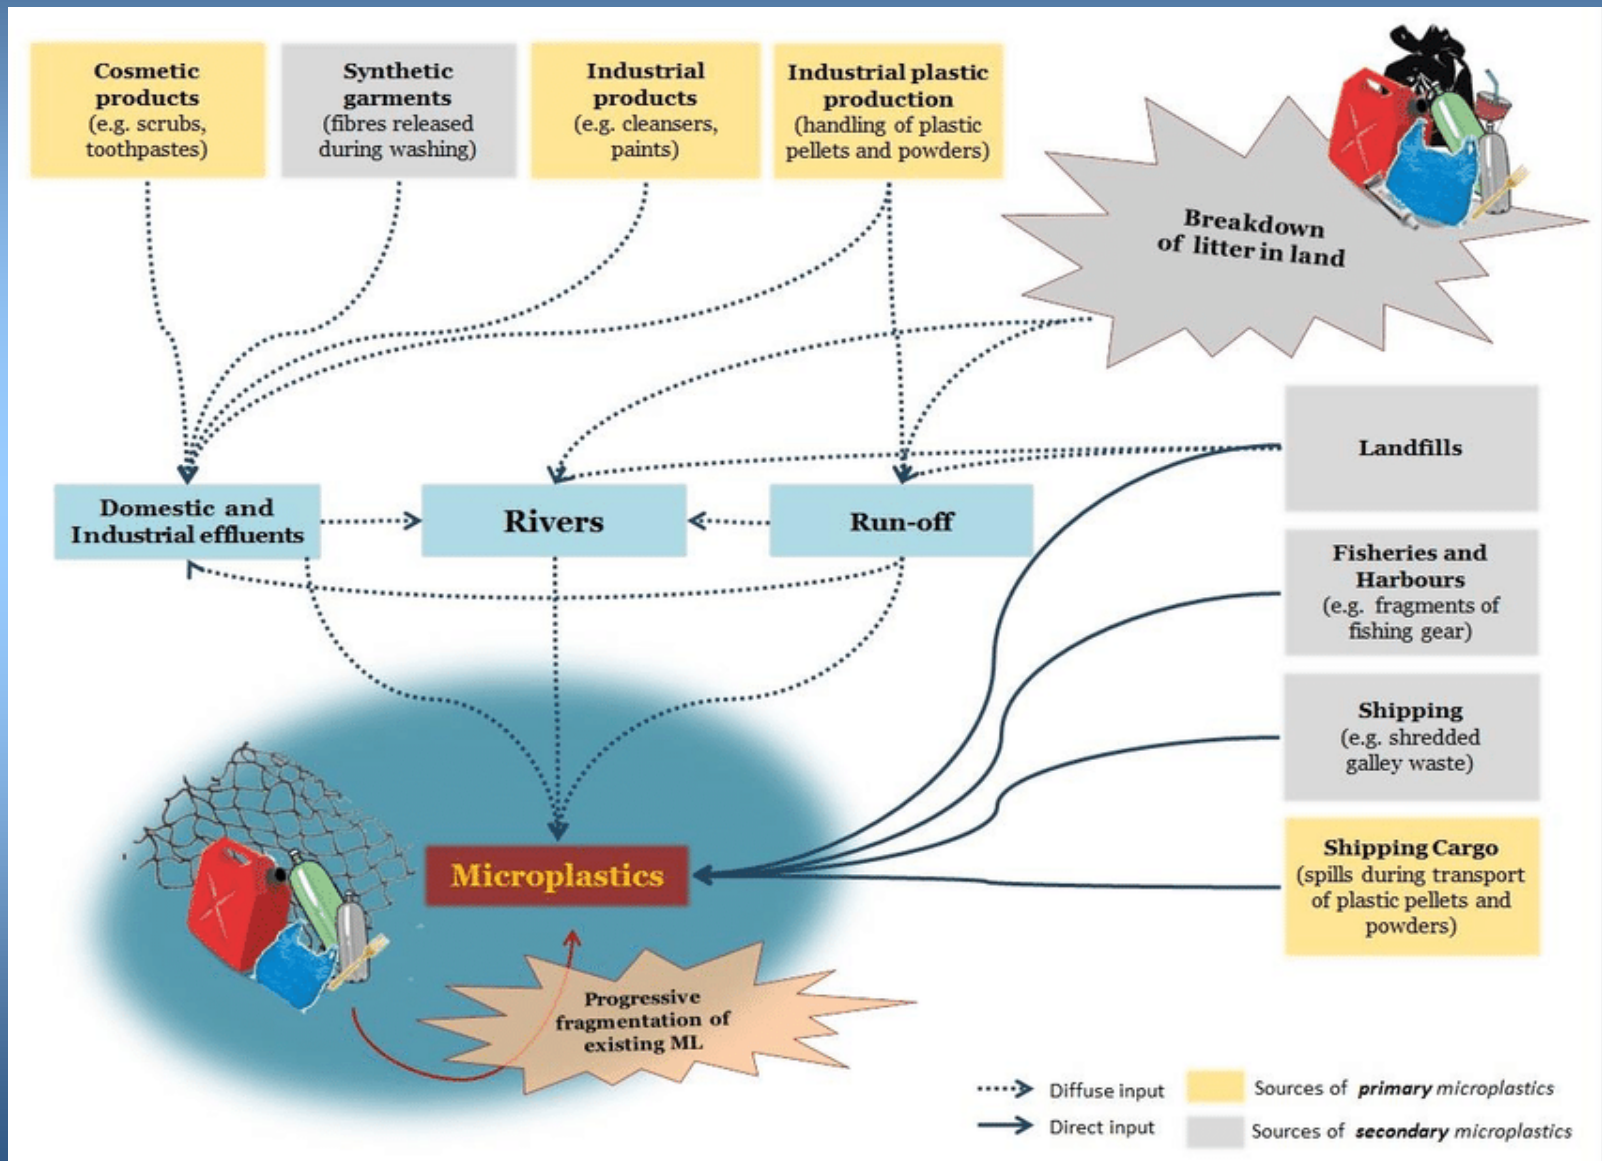 Cosmetic
products
(e.g. scrubs,
toothpastes)
Synthetic
garments
(fibres released
during washing)
Industrial
products
(e.g. cleansers,
paints)
Industrial plastic
production
(handling of plastic
pellets and powders)
Breakdown
of litter in land
Landfills
Domestic and
Industrial effluents
Rivers
Run-off
Fisheries and
Harbours
(e.g. fragments of
fishing gear)
Shipping
(e.g. shredded
galley waste)
Shipping Cargo
(spills during transport
of plastic pellets and
powders)
Microplastics
Progressive
fragmentation of
existing ML
Diffuse input
Sources of primary microplastics
Direct input
Sources of secondary microplastics